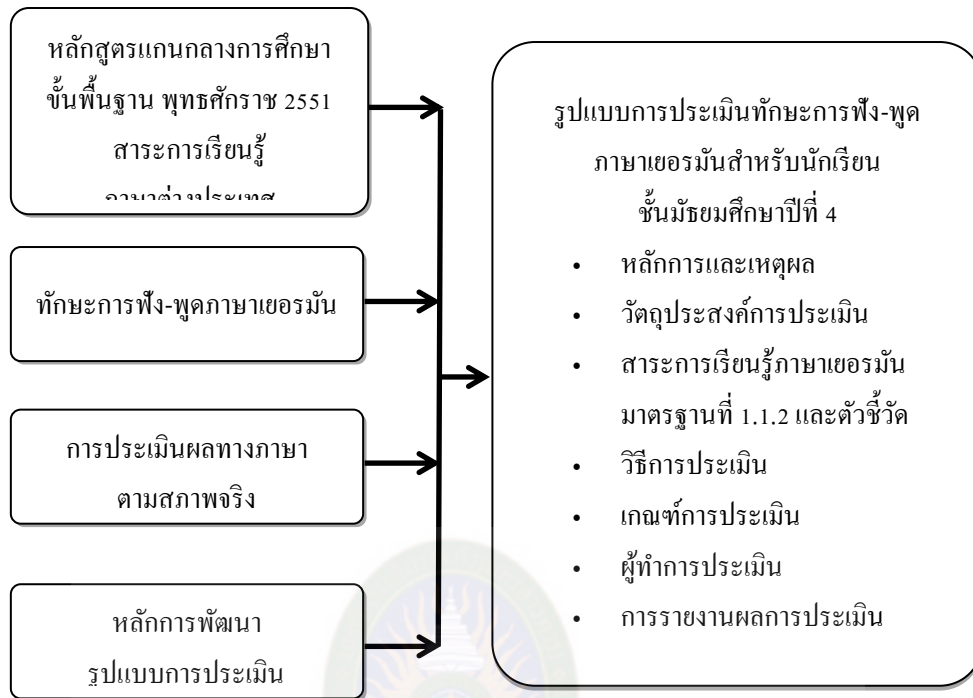 หลักสูตรแกนกลางการศึกษา
ขั้นพื้นฐาน พุทธศักราช 2551
สาระการเรียนรู้
ภาษาต่างประเทศ
ทักษะการฟัง-พูดภาษาเยอรมัน
การประเมินผลทางภาษา
ตามสภาพจริง
หลักการพัฒนา
รูปแบบการประเมิน
รูปแบบการประเมินทักษะการฟัง-พูด
ภาษาเยอรมันสำหรับนักเรียน
ชั้นมัธยมศึกษาปีที่ 4
• หลักการและเหตุผล
• วัตถุประสงค์การประเมิน
• สาระการเรียนรู้ภาษาเยอรมัน
มาตรฐานที่ 1.1.2 และตัวชี้วัด
• วิธีการประเมิน
• เกณฑ์การประเมิน
• ผู้ทำการประเมิน
• การรายงานผลการประเมิน